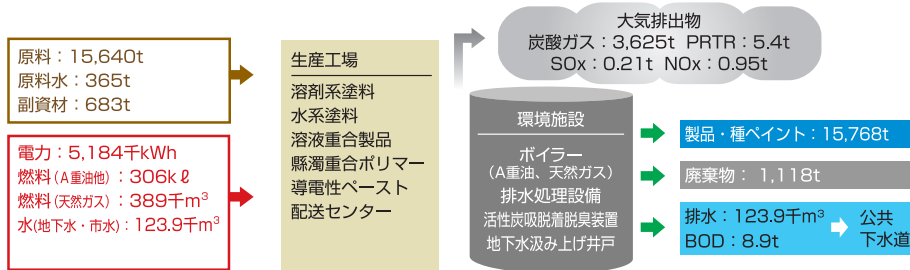 原料：15,640t
原料水：365t
副資材：683t
電力：5,184千kWh
燃料(A重油他)：306kℓ
燃料(天然ガス)：389千m³
水(地下水・市水)：123.9千m³
生産工場
溶剤系塗料
水系塗料
溶液重合製品
懸濁重合ポリマー
導電性ペースト
配送センター
大気排出物
炭酸ガス：3,625t PRTR：5.4t
SOx：0.21t NOx：0.95t
環境施設
ボイラー
(A重油、天然ガス)
排水処理設備
活性炭吸脱着脱臭装置
地下水汲み上げ井戸
製品・種ペイント：15,768t
廃棄物： 1,118t
排水：123.9千m³
BOD：8.9t
公共
下水道